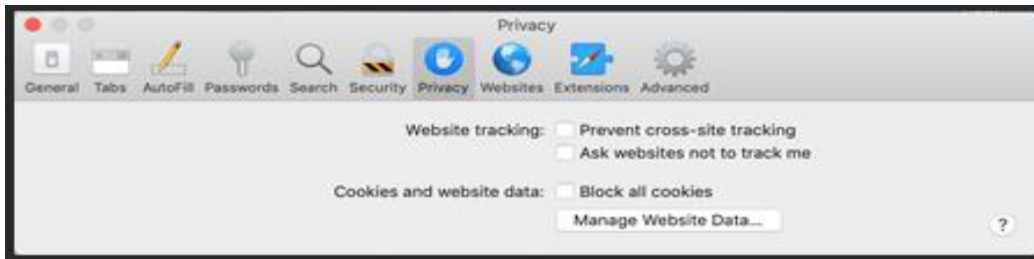 Privacy
General Tabs AutoFill Passwords Search Security Privacy Websites Extensions Advanced
Website tracking: Prevent cross-site tracking
Ask websites not to track me
Cookies and website data: Block all cookies
Manage Website Data...
?